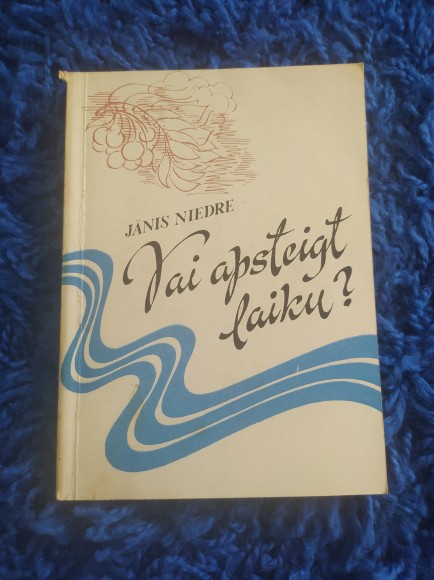 JĀNIS NIEDRE
Vai apsteigt
laiku?